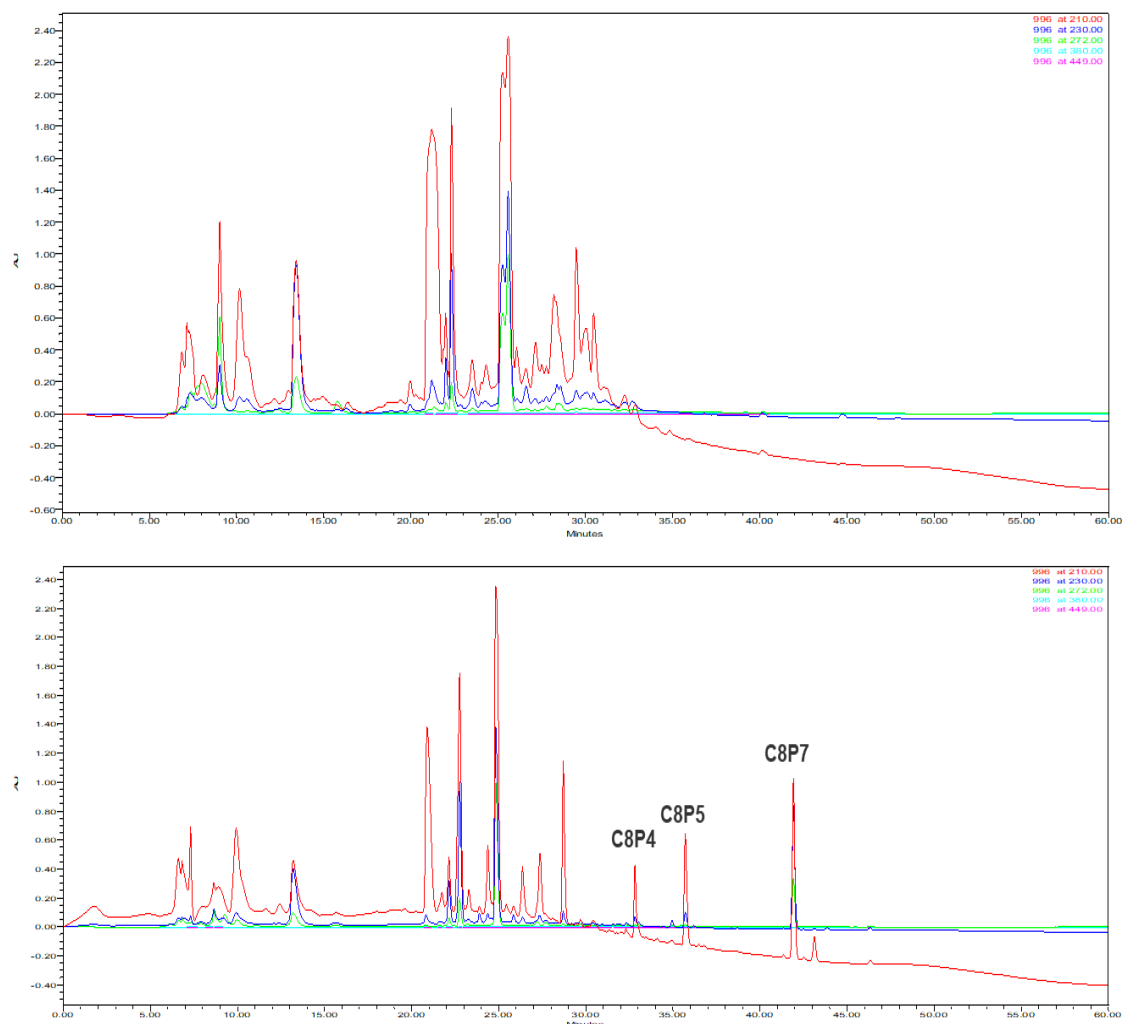 996 at 210.00
996 at 230.00
996 at 272.00
996 at 380.00
996 at 449.00
2.40
2.20
2.00
1.80
1.60
1.40
1.20
1.00
0.80
0.60
0.40
0.20
0.00
-0.20
-0.40
-0.60
AU
0.00 5.00 10.00 15.00 20.00 25.00 30.00 35.00 40.00 45.00 50.00 55.00 60.00
Minutes
996 at 210.00
996 at 230.00
996 at 272.00
996 at 380.00
996 at 449.00
2.40
2.20
2.00
1.80
1.60
1.40
1.20
1.00
0.80
0.60
0.40
0.20
0.00
-0.20
-0.40
AU
C8P7
C8P5
C8P4
0.00 5.00 10.00 15.00 20.00 25.00 30.00 35.00 40.00 45.00 50.00 55.00 60.00
Minutes